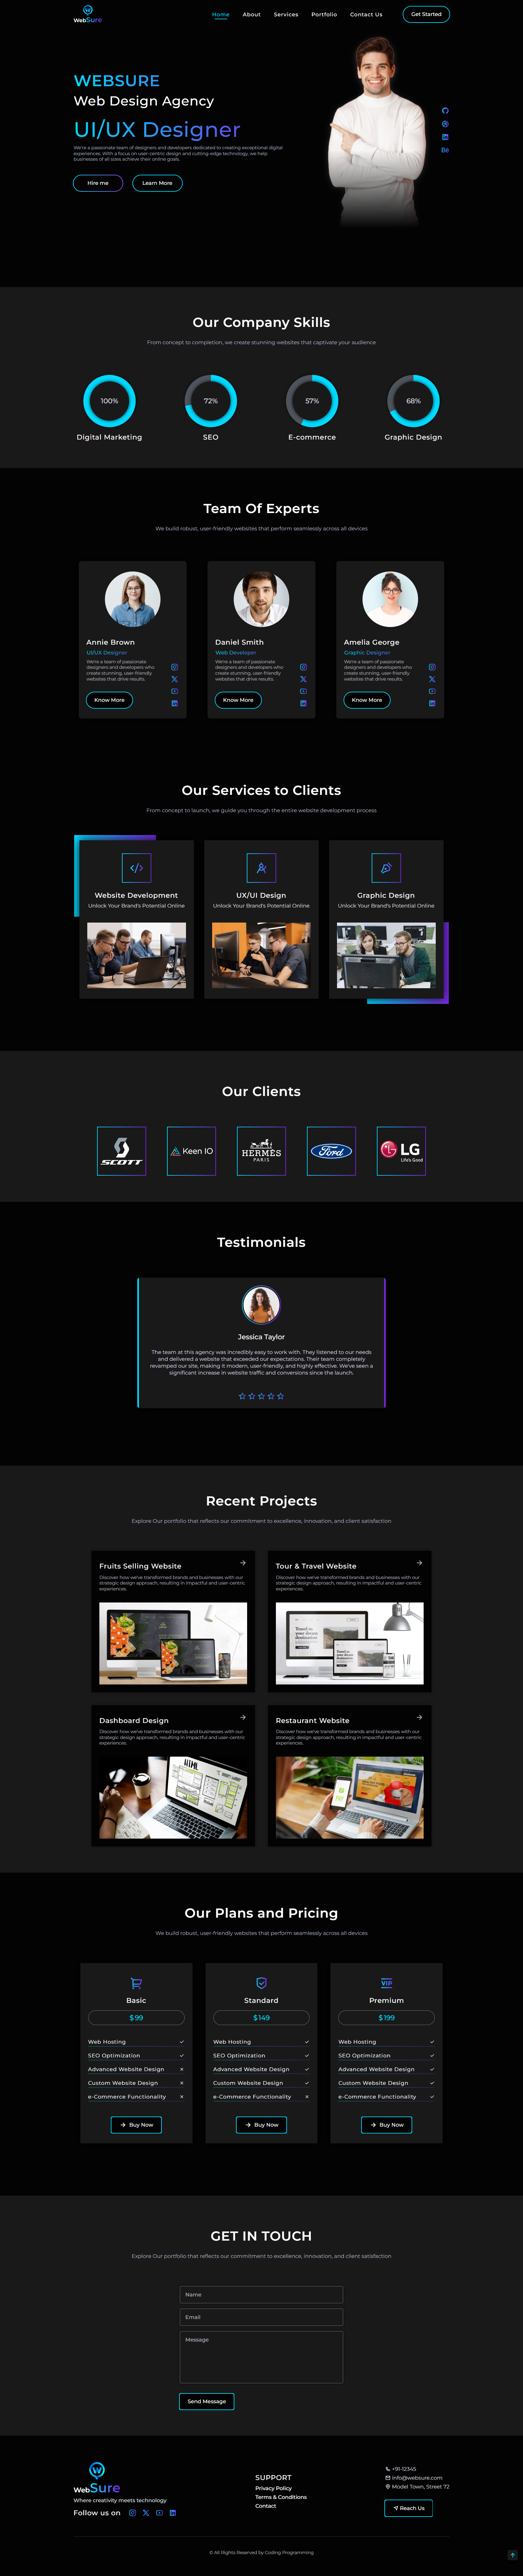 WebSure
Home About Services Portfolio Contact Us Get Started
WEBSURE
Web Design Agency
UI/UX Designer
We're a passionate team of designers and developers dedicated to creating exceptional digital
experiences. With a focus on user-centric design and cutting-edge technology, we help
businesses of all sizes achieve their online goals.
Hire me Learn More
Bē
Our Company Skills
From concept to completion, we create stunning websites that captivate your audience
100% 72% 57% 68%
Digital Marketing SEO E-commerce Graphic Design
Team Of Experts
We build robust, user-friendly websites that perform seamlessly across all devices
Annie Brown
UI/UX Designer
We're a team of passionate
designers and developers who
create stunning, user-friendly
websites that drive results.
Know More
Daniel Smith
Web Developer
We're a team of passionate
designers and developers who
create stunning, user-friendly
websites that drive results.
Know More
Amelia George
Graphic Designer
We're a team of passionate
designers and developers who
create stunning, user-friendly
websites that drive results.
Know More
Our Services to Clients
From concept to launch, we guide you through the entire website development process
Website Development
Unlock Your Brand's Potential Online
UX/UI Design
Unlock Your Brand's Potential Online
Graphic Design
Unlock Your Brand's Potential Online
Our Clients
SCOTT
Keen IO
HERMÈS
PARIS
Ford
LG
Life's Good
Testimonials
Jessica Taylor
The team at this agency was incredibly easy to work with. They listened to our needs
and delivered a website that exceeded our expectations. Their team completely
revamped our site, making it modern, user-friendly, and highly effective. We've seen a
significant increase in website traffic and conversions since the launch.
Recent Projects
Explore Our portfolio that reflects our commitment to excellence, innovation, and client satisfaction
Fruits Selling Website
Discover how we've transformed brands and businesses with our
strategic design approach, resulting in impactful and user-centric
experiences.
Tour & Travel Website
Discover how we've transformed brands and businesses with our
strategic design approach, resulting in impactful and user-centric
experiences.
Travel to
your dream
destination
Dashboard Design
Discover how we've transformed brands and businesses with our
strategic design approach, resulting in impactful and user-centric
experiences.
HTML
Restaurant Website
Discover how we've transformed brands and businesses with our
strategic design approach, resulting in impactful and user-centric
experiences.
Our Plans and Pricing
We build robust, user-friendly websites that perform seamlessly across all devices
Basic
$99
Web Hosting
SEO Optimization
Advanced Website Design
Custom Website Design
e-Commerce Functionality
Buy Now
Standard
$149
Web Hosting
SEO Optimization
Advanced Website Design
Custom Website Design
e-Commerce Functionality
Buy Now
VIP
Premium
$199
Web Hosting
SEO Optimization
Advanced Website Design
Custom Website Design
e-Commerce Functionality
Buy Now
GET IN TOUCH
Explore Our portfolio that reflects our commitment to excellence, innovation, and client satisfaction
Name
Email
Message
Send Message
WebSure
Where creativity meets technology
Follow us on
SUPPORT
Privacy Policy
Terms & Conditions
Contact
+91-12345
info@websure.com
Model Town, Street 72
Reach Us
© All Rights Reserved by Coding Programming